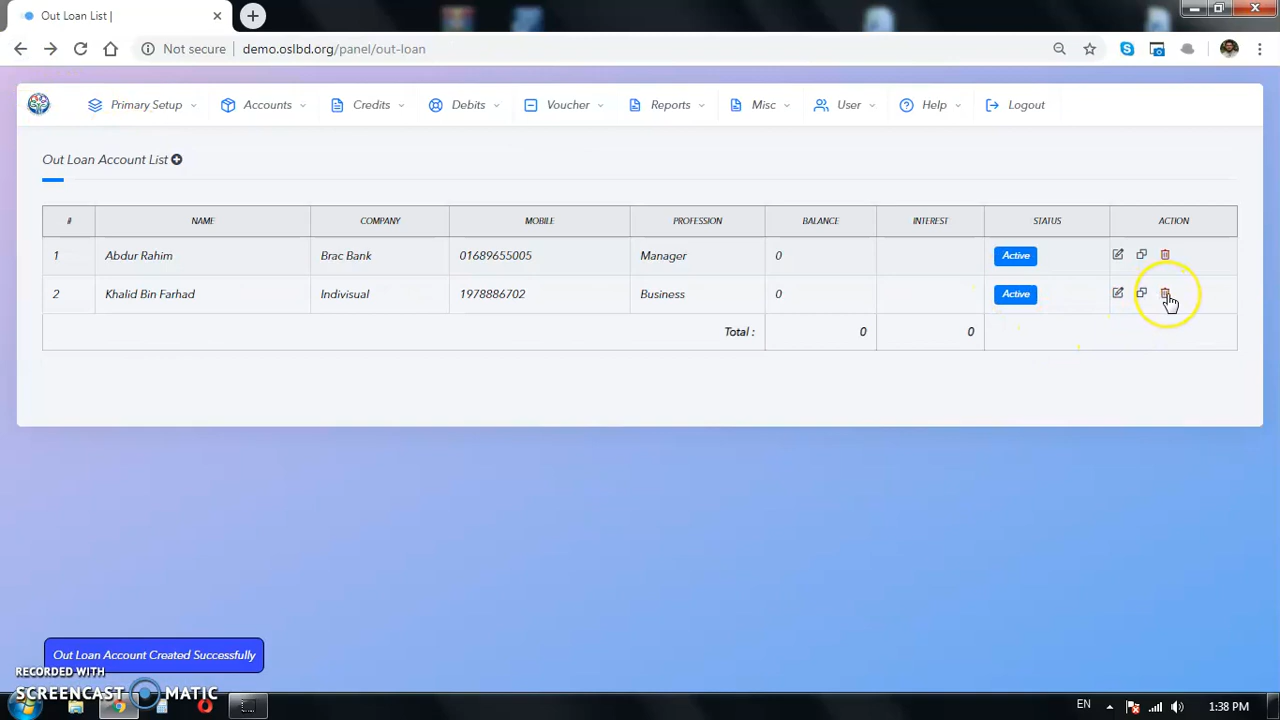 Out Loan List |
Not secure demo.oslbd.org/panel/out-loan
Primary Setup Accounts Credits Debits Voucher Reports Misc User Help Logout
Out Loan Account List
# NAME COMPANY MOBILE PROFESSION BALANCE INTEREST STATUS ACTION
1 Abdur Rahim Brac Bank 01689655005 Manager 0 Active
2 Khalid Bin Farhad Indivisual 1978886702 Business 0 Active
Total : 0 0
Out Loan Account Created Successfully
RECORDED WITH
SCREENCAST MATIC
EN 1:38 PM